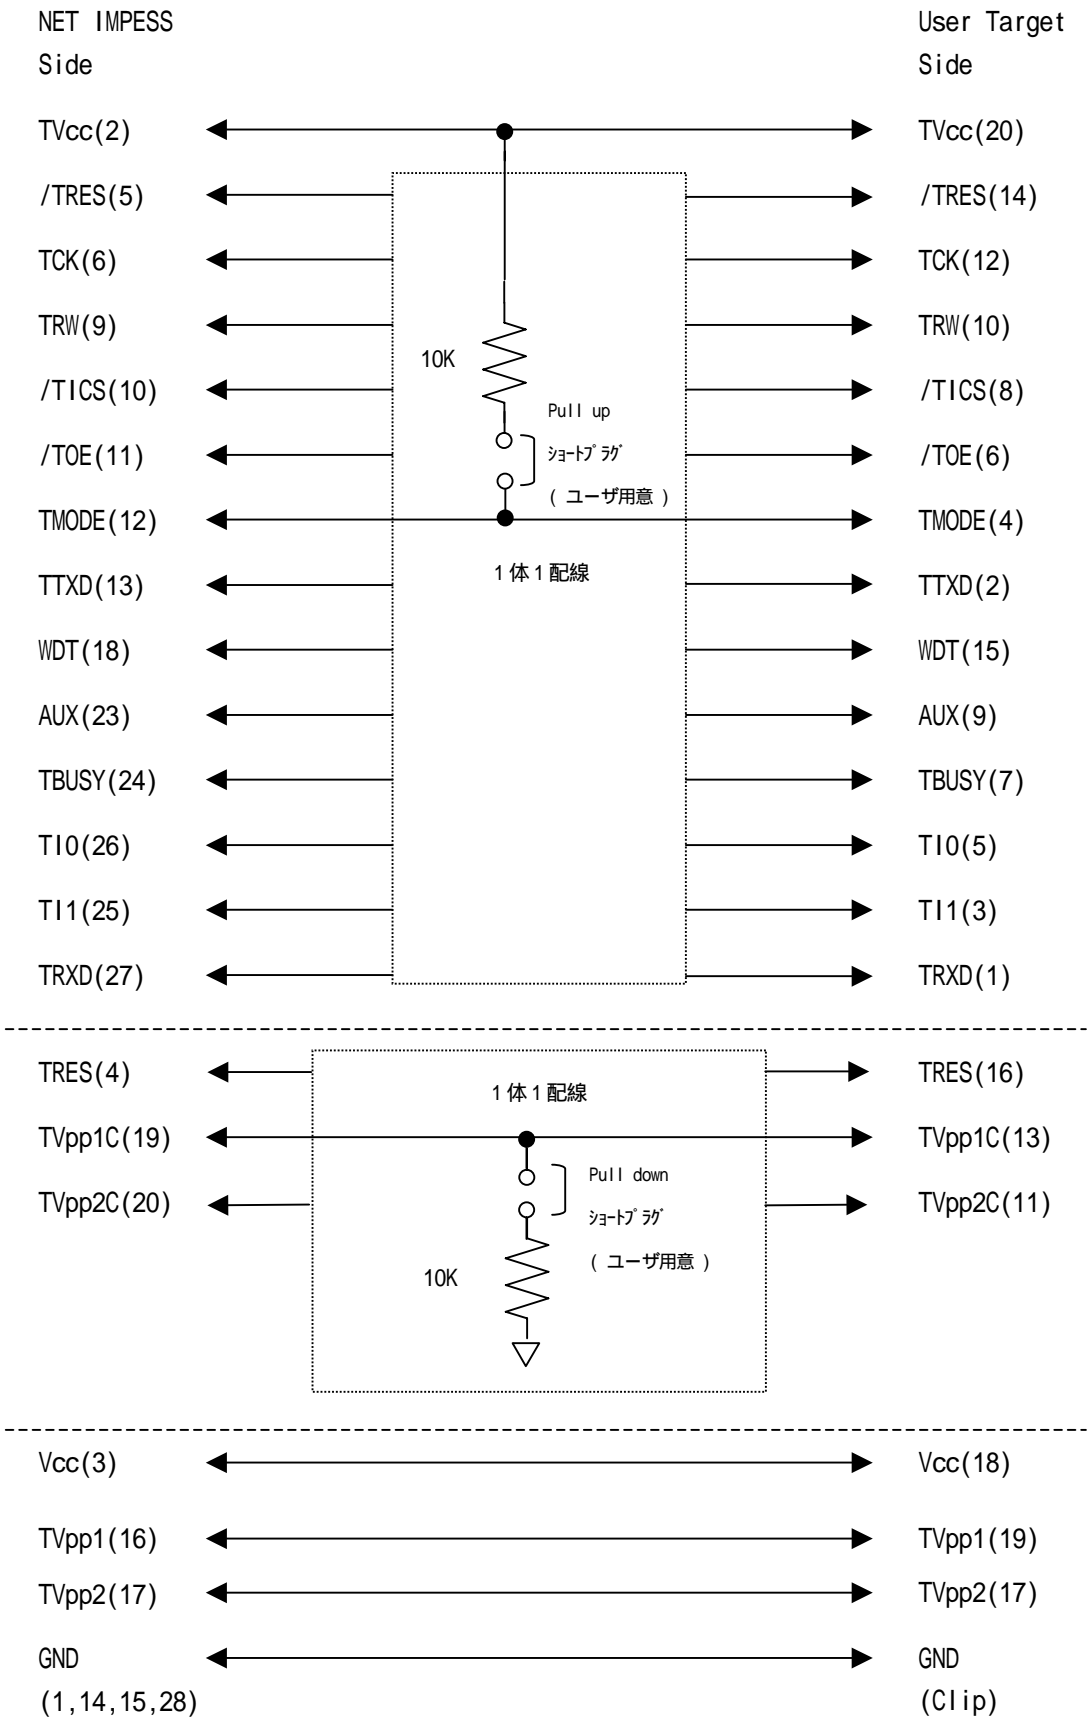 NET IMPESS User Target
Side Side
TVcc(2) TVcc(20)
/TRES(5) /TRES(14)
TCK(6) TCK(12)
TRW(9) TRW(10)
10K
/TICS(10) /TICS(8)
Pull up
/TOE(11) ｼｮｰﾄﾌﾟﾗｸﾞ /TOE(6)
( ユーザ用意 )
TMODE(12) TMODE(4)
1体1配線
TTXD(13) TTXD(2)
WDT(18) WDT(15)
AUX(23) AUX(9)
TBUSY(24) TBUSY(7)
TI0(26) TI0(5)
TI1(25) TI1(3)
TRXD(27) TRXD(1)
TRES(4) TRES(16)
1体1配線
TVpp1C(19) TVpp1C(13)
Pull down
TVpp2C(20) TVpp2C(11)
ｼｮｰﾄﾌﾟﾗｸﾞ
( ユーザ用意 )
10K
Vcc(3) Vcc(18)
TVpp1(16) TVpp1(19)
TVpp2(17) TVpp2(17)
GND GND
(1,14,15,28) (Clip)